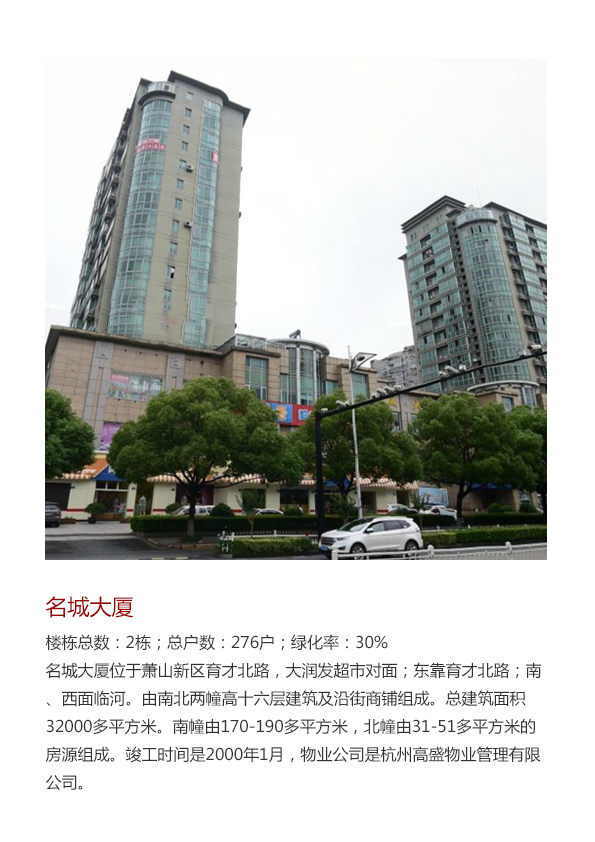 名城大厦
楼栋总数：2栋；总户数：276户；绿化率：30%
名城大厦位于萧山新区育才北路，大润发超市对面；东靠育才北路；南
、西面临河。由南北两幢高十六层建筑及沿街商铺组成。总建筑面积
32000多平方米。南幢由170-190多平方米，北幢由31-51多平方米的
房源组成。竣工时间是2000年1月，物业公司是杭州高盛物业管理有限
公司。